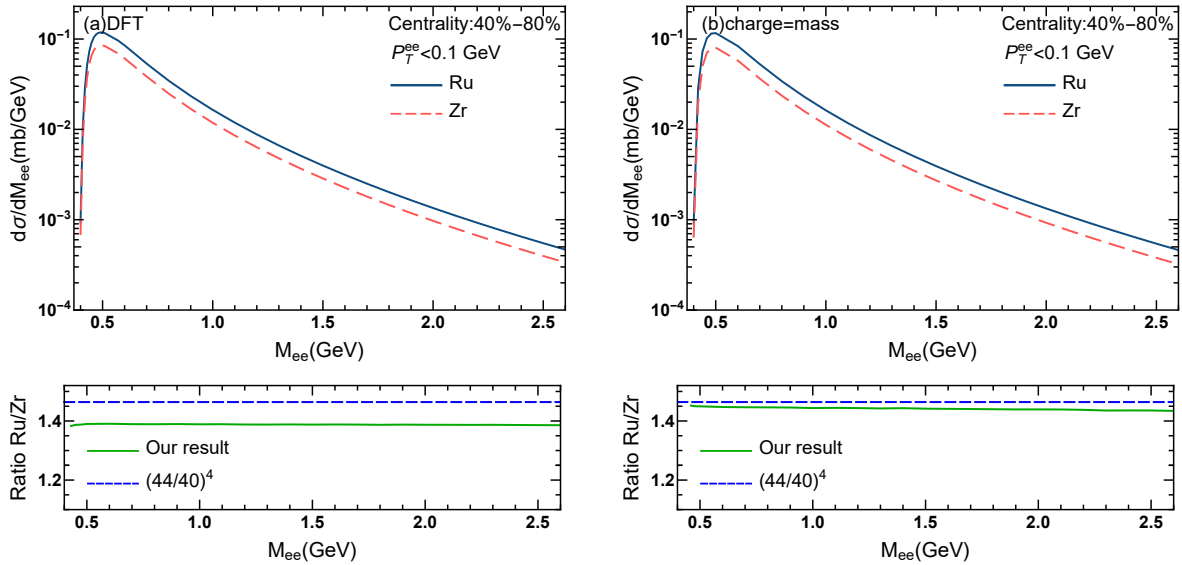 (a)DFT
Centrality:40%−80%
P_T^ee<0.1 GeV
Ru
Zr
dσ/dM_ee(mb/GeV)
10^−1
10^−2
10^−3
10^−4
0.5 1.0 1.5 2.0 2.5
M_ee(GeV)
(b)charge=mass
Centrality:40%−80%
P_T^ee<0.1 GeV
Ru
Zr
dσ/dM_ee(mb/GeV)
10^−1
10^−2
10^−3
10^−4
0.5 1.0 1.5 2.0 2.5
M_ee(GeV)
Ratio Ru/Zr
1.4
1.2
Our result
(44/40)^4
0.5 1.0 1.5 2.0 2.5
M_ee(GeV)
Ratio Ru/Zr
1.4
1.2
Our result
(44/40)^4
0.5 1.0 1.5 2.0 2.5
M_ee(GeV)